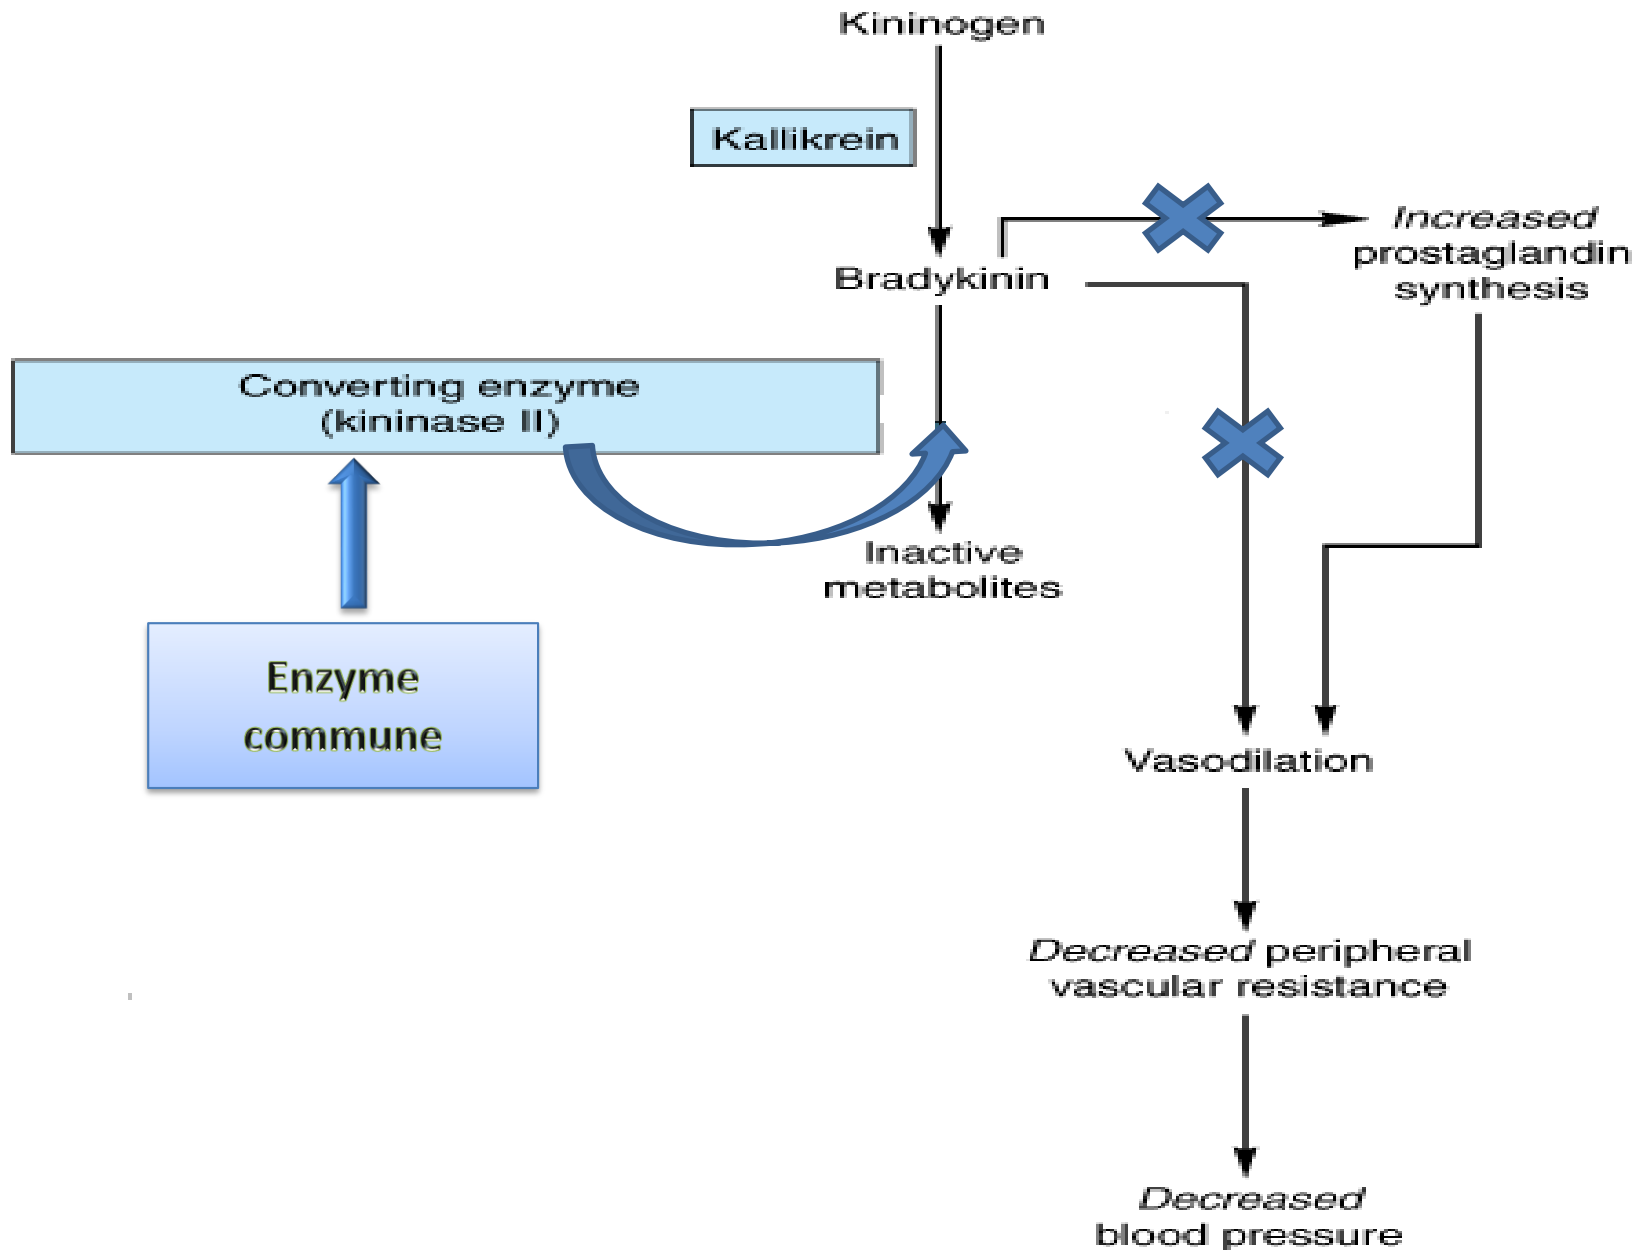 Kininogen
Kallikrein
Increased
prostaglandin
synthesis
Bradykinin
Converting enzyme
(kininase II)
Inactive
metabolites
Enzyme
commune
Vasodilation
Decreased peripheral
vascular resistance
Decreased
blood pressure